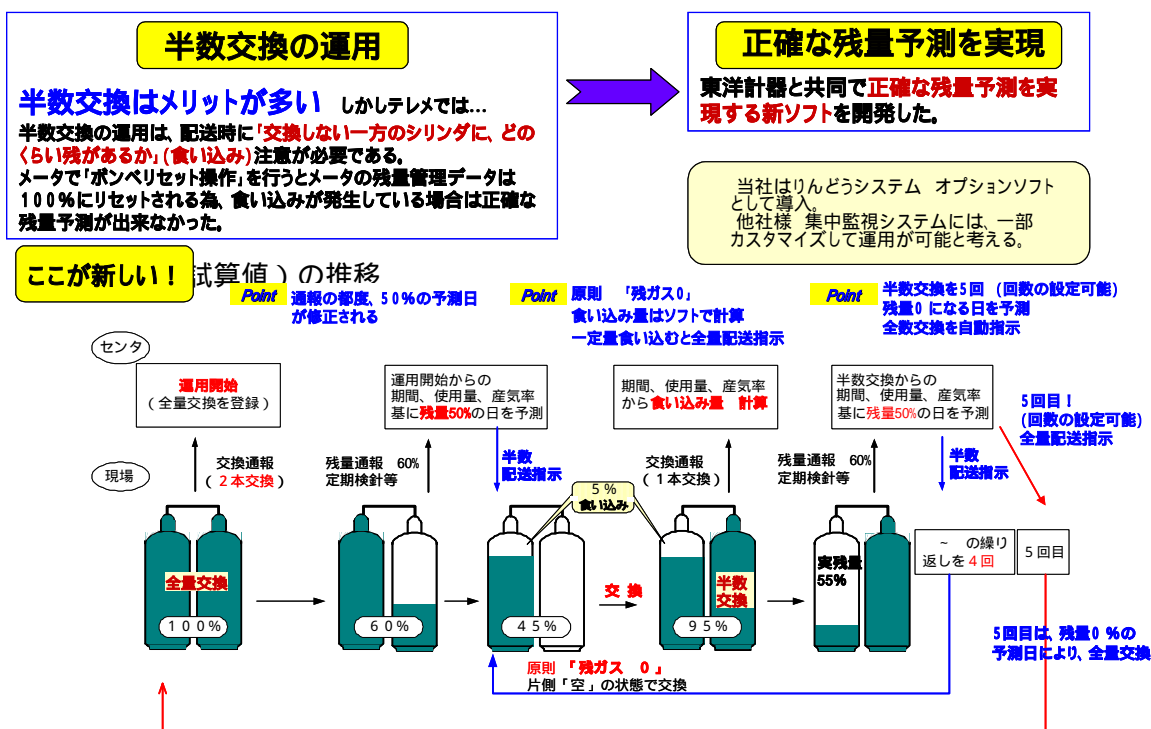 半数交換の運用
半数交換はメリットが多い しかしテレメでは…
半数交換の運用は、配送時に「交換しない一方のシリンダに、どの
くらい残があるか」(食い込み)注意が必要である。
メータで「ボンベリセット操作」を行うとメータの残量管理データは
100%にリセットされる為、食い込みが発生している場合は正確な
残量予測が出来なかった。
正確な残量予測を実現
東洋計器と共同で正確な残量予測を実
現する新ソフトを開発した。
当社はりんどうシステム オプションソフト
として導入。
他社様 集中監視システムには、一部
カスタマイズして運用が可能と考える。
ここが新しい!
試算値)の推移
Point
通報の都度、50%の予測日
が修正される
Point
原則 「残ガス0」
食い込み量はソフトで計算
一定量食い込むと全量配送指示
Point
半数交換を5回 (回数の設定可能)
残量0になる日を予測
全数交換を自動指示
センタ
運用開始
(全量交換を登録)
運用開始からの
期間、使用量、産気率
基に残量50%の日を予測
期間、使用量、産気率
から食い込み量 計算
半数交換からの
期間、使用量、産気率
基に残量50%の日を予測
5回目!
(回数の設定可能)
全量配送指示
現場
交換通報
(2本交換)
残量通報 60%
定期検針等
半数
配送指示
交換通報
(1本交換)
残量通報 60%
定期検針等
半数
配送指示
5%
食い込み
全量交換
100%
60%
45%
交 換
半数
交換
95%
実残量
55%
~ の繰り
返しを4回
5回目
5回目は、残量0%の
予測日により、全量交換
原則 「残ガス 0」
片側「空」の状態で交換